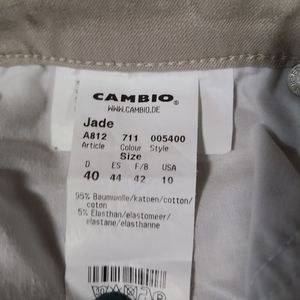 CAMBIO®
WWW.CAMBIO.DE
Jade
A812 711 005400
Article Colour Style
Size
D ES F/B USA
40 44 42 10
95% Baumwolle/katoen/cotton/
coton
5% Elasthan/elastomeer/
elastane/elasthanne